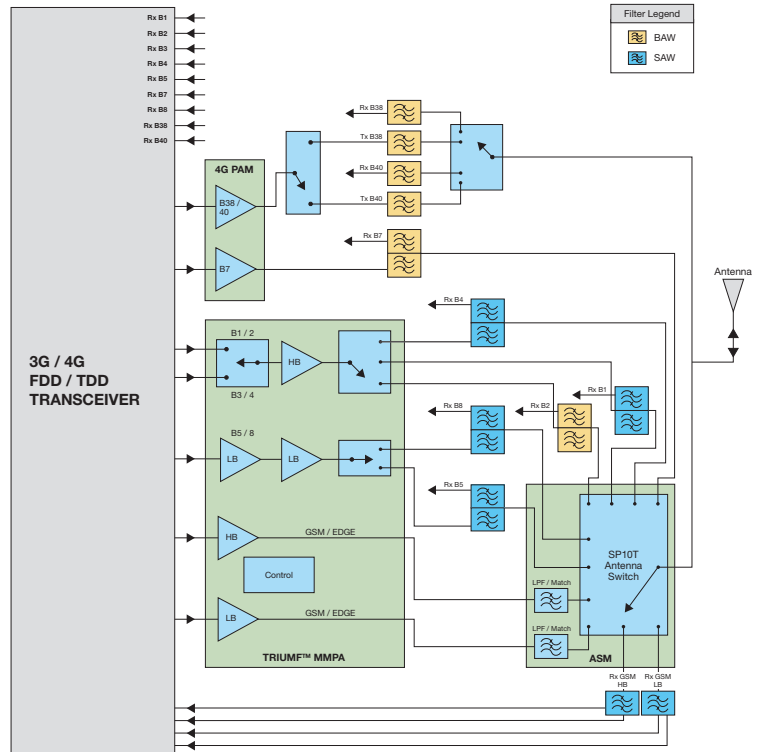 Filter Legend
BAW
SAW
Rx B1
Rx B2
Rx B3
Rx B4
Rx B5
Rx B7
Rx B8
Rx B38
Rx B40
4G PAM
B38 /
40
B7
Rx B38
Tx B38
Rx B40
Tx B40
Rx B7
Antenna
3G / 4G
FDD / TDD
TRANSCEIVER
B1 / 2
HB
B3 / 4
B5 / 8
LB
LB
HB
GSM / EDGE
Control
LB
GSM / EDGE
TRIUMF™ MMPA
Rx B4
Rx B1
Rx B8
Rx B2
Rx B5
SP10T
Antenna
Switch
LPF / Match
LPF / Match
ASM
Rx GSM
HB
Rx GSM
LB